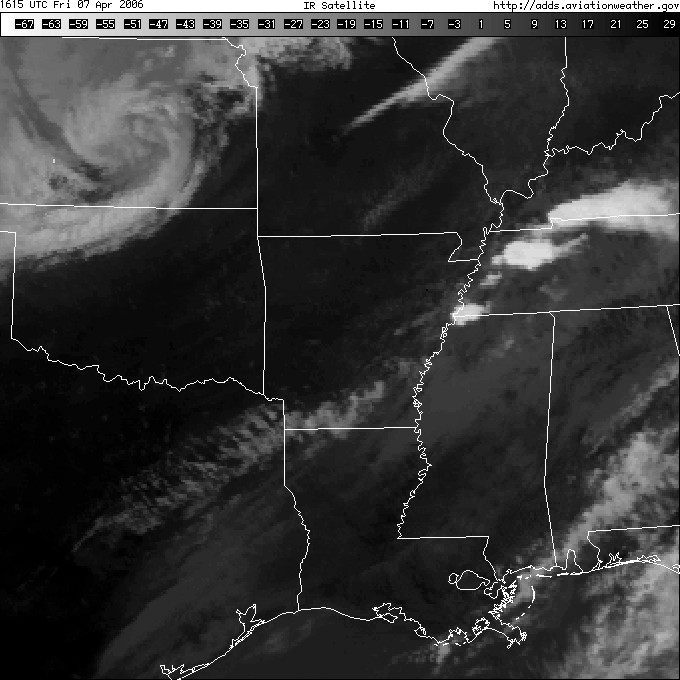 1615 UTC Fri 07 Apr 2006 IR Satellite http://adds.aviationweather.gov
-67 -63 -59 -55 -51 -47 -43 -39 -35 -31 -27 -23 -19 -15 -11 -7 -3 1 5 9 13 17 21 25 29